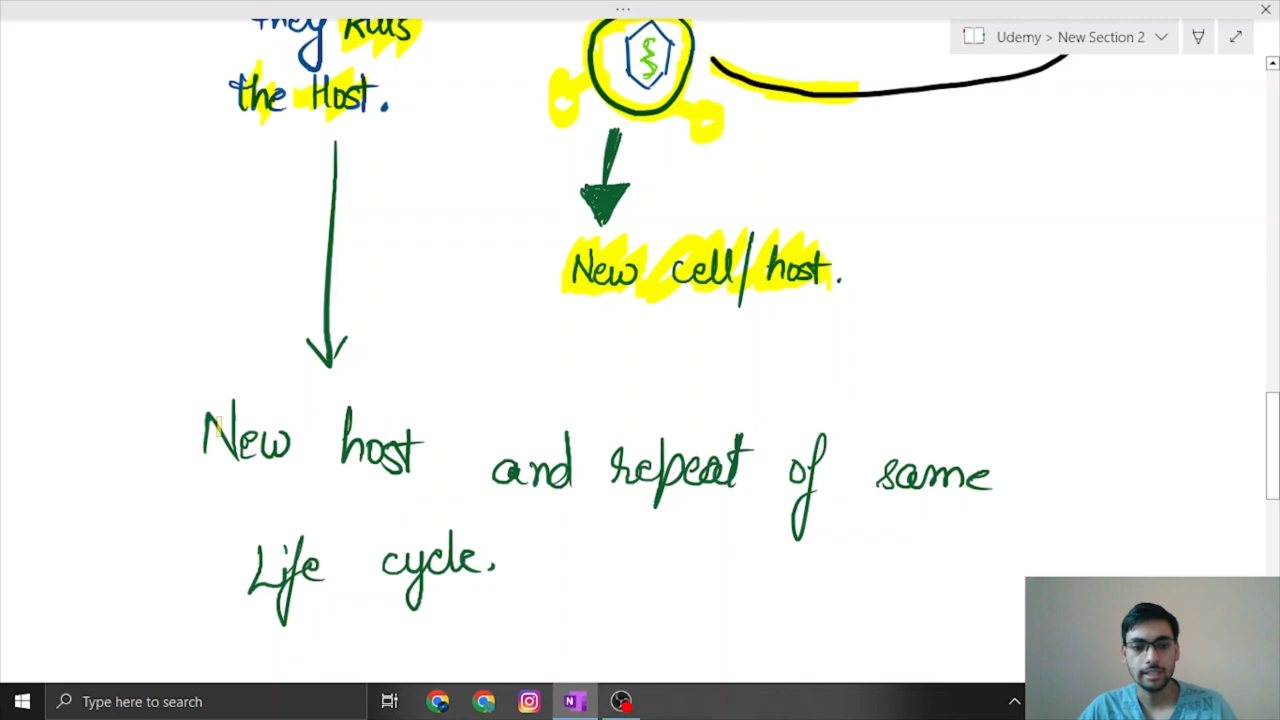 Udemy > New Section 2
they kills
the Host.
New cell/host.
New host and repeat of same
Life cycle.
Type here to search
N